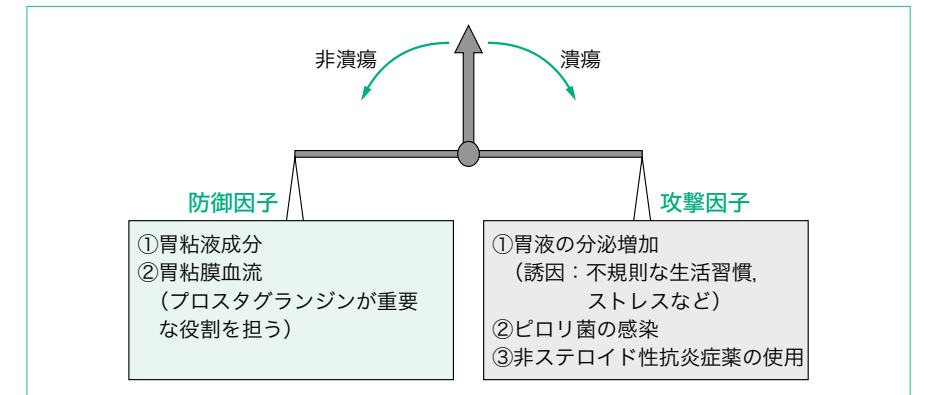 非潰瘍
潰瘍
防御因子
①胃粘液成分
②胃粘膜血流
（プロスタグランジンが重要
な役割を担う）
攻撃因子
①胃液の分泌増加
（誘因：不規則な生活習慣，
ストレスなど）
②ピロリ菌の感染
③非ステロイド性抗炎症薬の使用